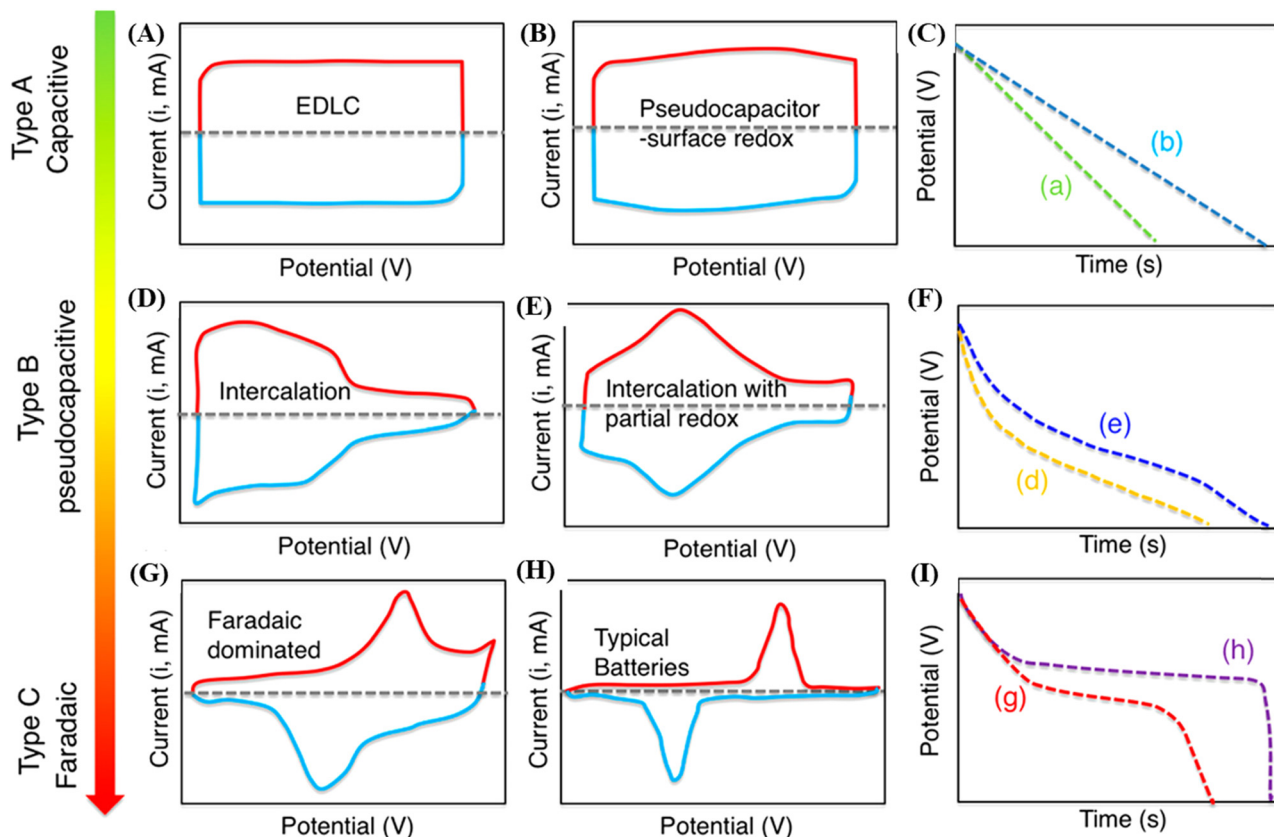 Type A
Capacitive
(A)
Current (i, mA)
EDLC
Potential (V)
(B)
Current (i, mA)
Pseudocapacitor
-surface redox
Potential (V)
(C)
Potential (V)
(a)
(b)
Time (s)
Type B
pseudocapacitive
(D)
Current (i, mA)
Intercalation
Potential (V)
(E)
Current (i, mA)
Intercalation with
partial redox
Potential (V)
(F)
Potential (V)
(e)
(d)
Time (s)
Type C
Faradaic
(G)
Current (i, mA)
Faradaic
dominated
Potential (V)
(H)
Current (i, mA)
Typical
Batteries
Potential (V)
(I)
Potential (V)
(h)
(g)
Time (s)